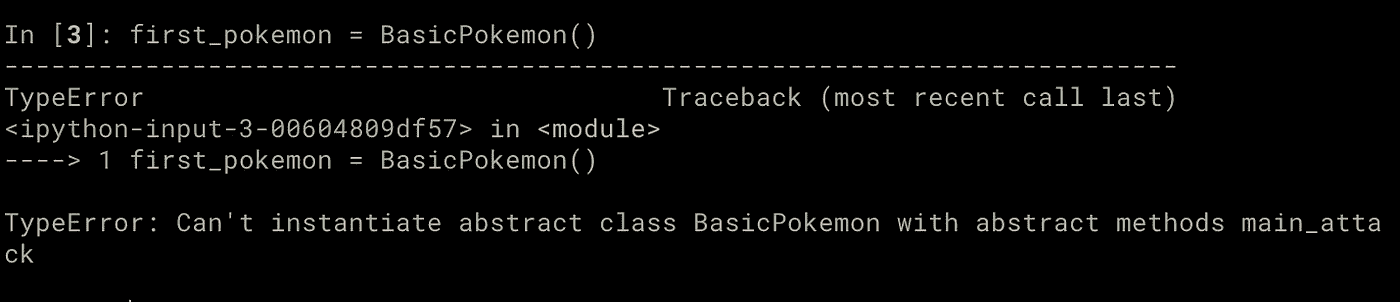 In [3]: first_pokemon = BasicPokemon()
---------------------------------------------------------------------------
TypeError                                 Traceback (most recent call last)
<ipython-input-3-00604809df57> in <module>
----> 1 first_pokemon = BasicPokemon()

TypeError: Can't instantiate abstract class BasicPokemon with abstract methods main_atta
ck